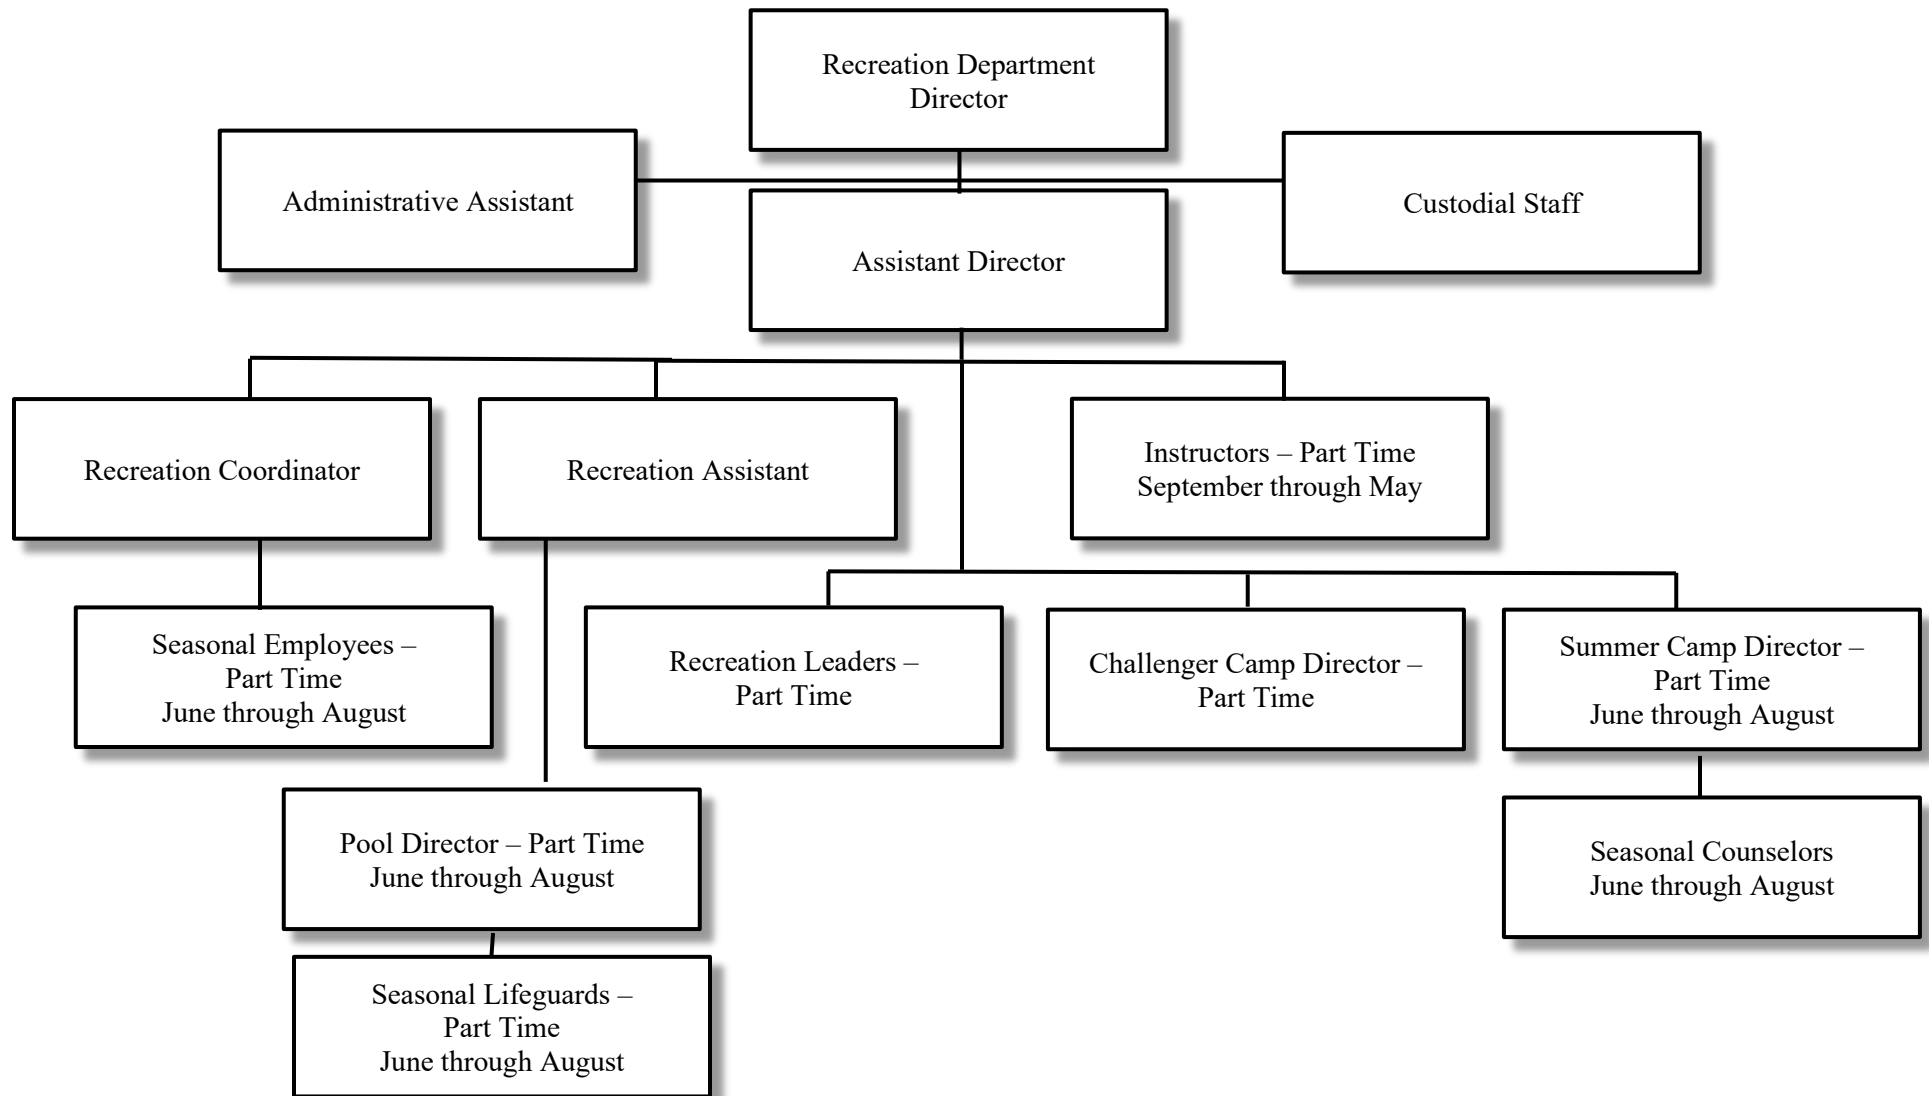 Recreation Department
Director
Administrative Assistant
Custodial Staff
Assistant Director
Recreation Coordinator
Recreation Assistant
Instructors – Part Time
September through May
Seasonal Employees –
Part Time
June through August
Recreation Leaders –
Part Time
Challenger Camp Director –
Part Time
Summer Camp Director –
Part Time
June through August
Pool Director – Part Time
June through August
Seasonal Counselors
June through August
Seasonal Lifeguards –
Part Time
June through August